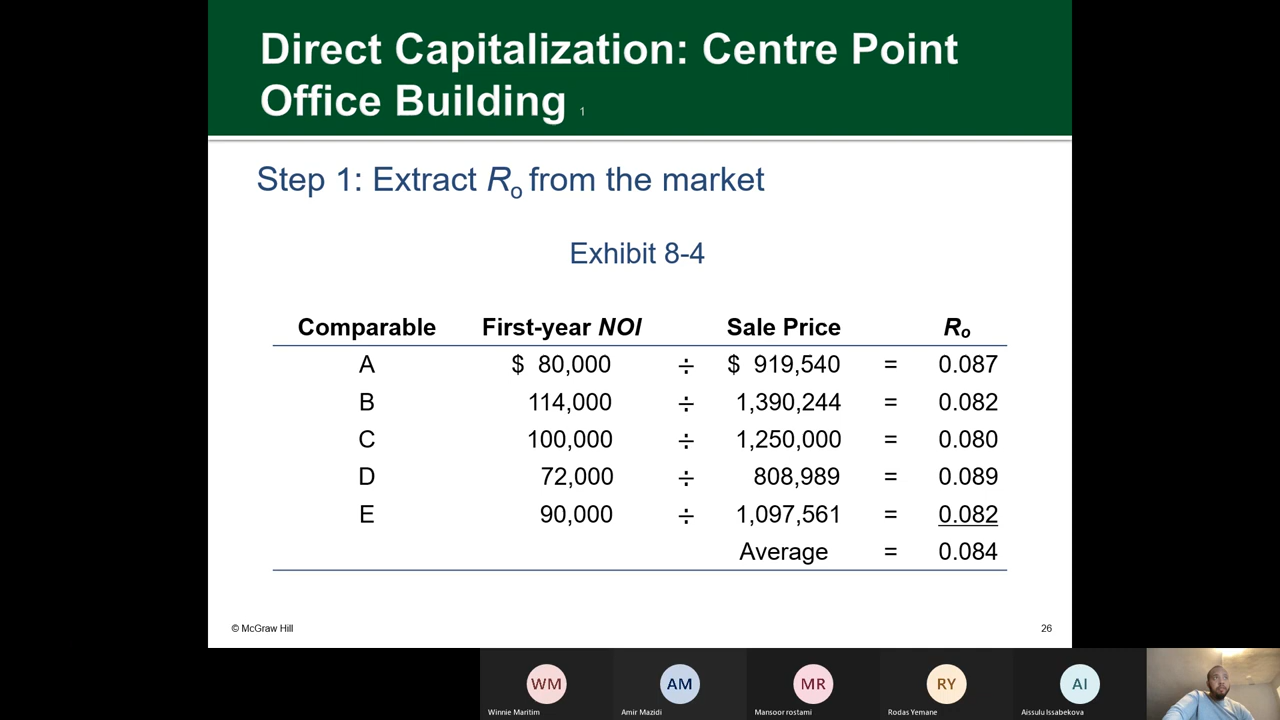 Direct Capitalization: Centre Point
Office Building 1
Step 1: Extract Ro from the market
Exhibit 8-4
Comparable First-year NOI Sale Price Ro
A $ 80,000 ÷ $ 919,540 = 0.087
B 114,000 ÷ 1,390,244 = 0.082
C 100,000 ÷ 1,250,000 = 0.080
D 72,000 ÷ 808,989 = 0.089
E 90,000 ÷ 1,097,561 = 0.082
Average = 0.084
© McGraw Hill 26
WM AM MR RY AI
Winnie Maritim Amir Mazidi Mansoor rostami Rodas Yemane Aissulu Issabekova